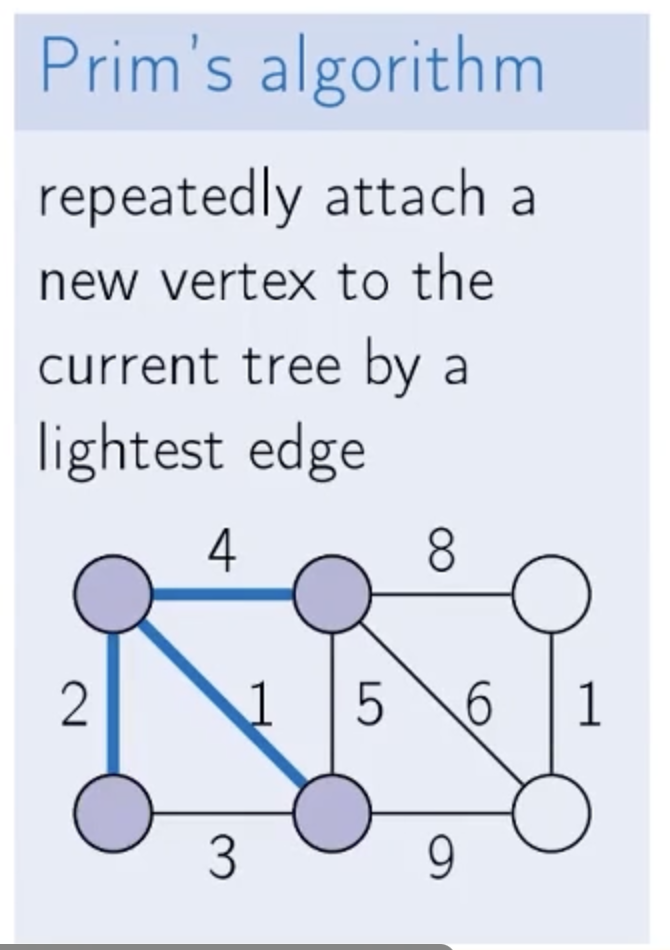 Prim's algorithm
repeatedly attach a
new vertex to the
current tree by a
lightest edge
4 8
2 1 5 6 1
3 9